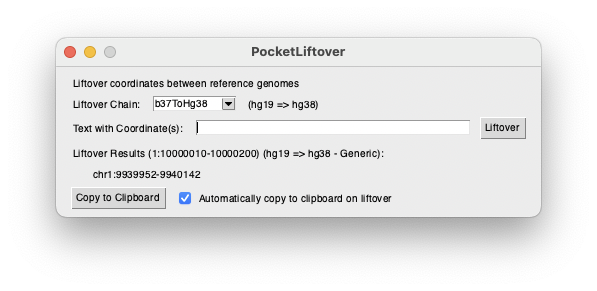 PocketLiftover
Liftover coordinates between reference genomes
Liftover Chain: b37ToHg38 (hg19 => hg38)
Text with Coordinate(s): Liftover
Liftover Results (1:10000010-10000200) (hg19 => hg38 - Generic):
chr1:9939952-9940142
Copy to Clipboard Automatically copy to clipboard on liftover